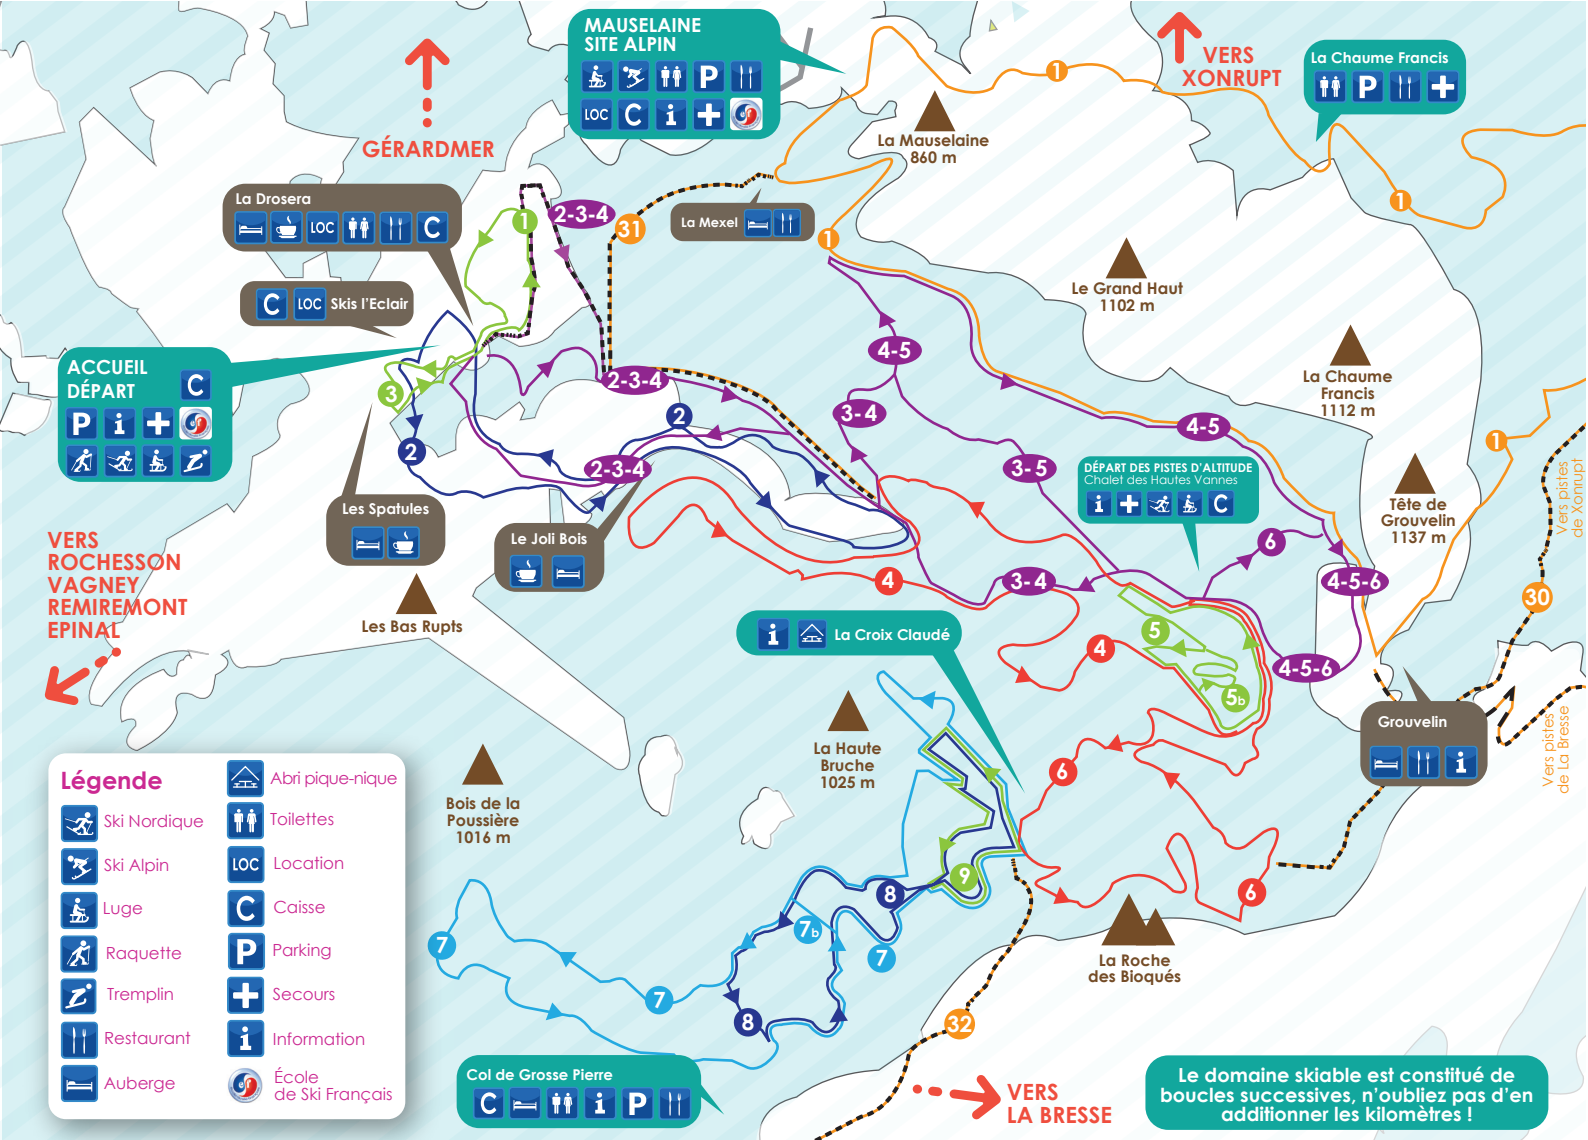 MAUSELAINE
SITE ALPIN
P
LOC
C
i
VERS
XONRUPT
La Chaume Francis
P
GÉRARDMER
La Mauselaine
860 m
La Drosera
LOC
C
La Mexel
C
LOC
Skis l'Eclair
ACCUEIL
DÉPART
C
P
i
Le Grand Haut
1102 m
La Chaume
Francis
1112 m
Tête de
Grouvelin
1137 m
DÉPART DES PISTES D'ALTITUDE
Chalet des Hautes Vannes
i
C
Vers pistes
de Xonrupt
Les Spatules
Le Joli Bois
VERS
ROCHESSON
VAGNEY
REMIREMONT
EPINAL
Les Bas Rupts
i
La Croix Claudé
Grouvelin
i
Vers pistes
de La Bresse
La Haute
Bruche
1025 m
Bois de la
Poussière
1016 m
La Roche
des Bioqués
1
1
1
1
1
1
2-3-4
31
3
2
2
2-3-4
2-3-4
4-5
3-4
3-5
4-5
6
4-5-6
4-5-6
3-4
4
4
5
5b
30
6
6
9
8
7b
7
7
7
8
32
Légende
Ski Nordique
Ski Alpin
Luge
Raquette
Tremplin
Restaurant
Auberge
Abri pique-nique
Toilettes
LOC
Location
C
Caisse
P
Parking
Secours
i
Information
École
de Ski Français
Col de Grosse Pierre
C
i
P
VERS
LA BRESSE
Le domaine skiable est constitué de
boucles successives, n'oubliez pas d'en
additionner les kilomètres !